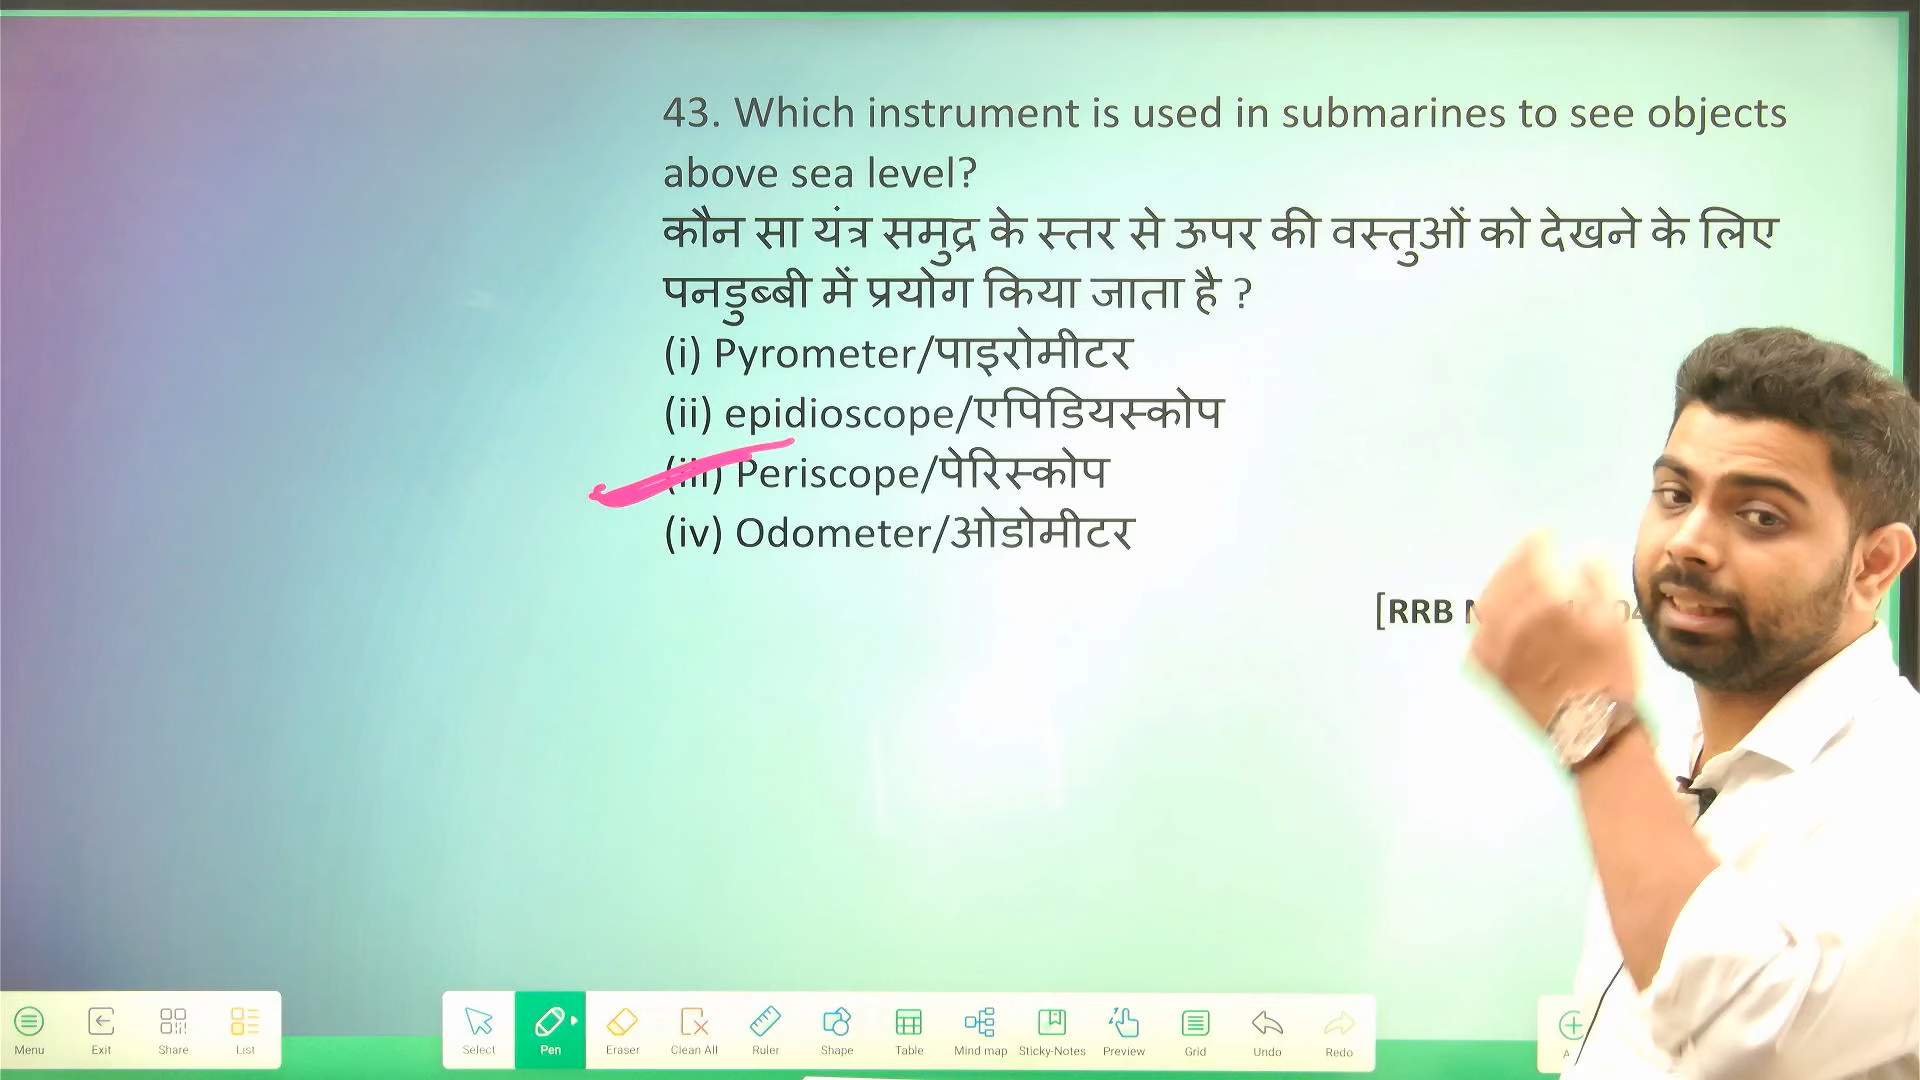 43. Which instrument is used in submarines to see objects
above sea level?
कौन सा यंत्र समुद्र के स्तर से ऊपर की वस्तुओं को देखने के लिए
पनडुब्बी में प्रयोग किया जाता है ?
(i) Pyrometer/पाइरोमीटर
(ii) epidioscope/एपिडियस्कोप
(iii) Periscope/पेरिस्कोप
(iv) Odometer/ओडोमीटर
[RRB
Menu Exit Share List Select Pen Eraser Clean All Ruler Shape Table Mind map Sticky-Notes Preview Grid Undo Redo